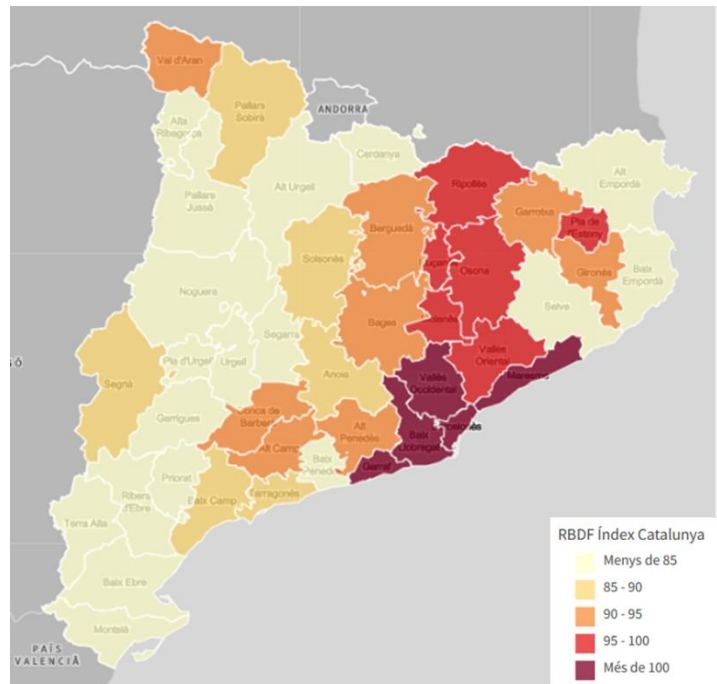 Val d'Aran
Pallars
Sobirà
ANDORRA
Alta
Ribagorça
Cerdanya
Ripollès
Alt
Empordà
Alt Urgell
Pallars
Jussà
Garrotxa
Pla de
l'Estany
Berguedà
Solsonès
Osona
Gironès
Baix
Empordà
Noguera
Selva
Bages
Segarra
Vallès
Oriental
Pla d'Urgell
Urgell
Anoia
Vallès
Occidental
Maresme
Segrià
Garrigues
Conca de
Barberà
Alt
Penedès
Alt Camp
Baix
Llobregat
Baix
Penedès
Garraf
Priorat
Baix Camp
Tarragonès
Ribera
d'Ebre
Terra Alta
Baix Ebre
Montsià
PAÍS
VALENCIÀ
RBDF Índex Catalunya
Menys de 85
85 - 90
90 - 95
95 - 100
Més de 100